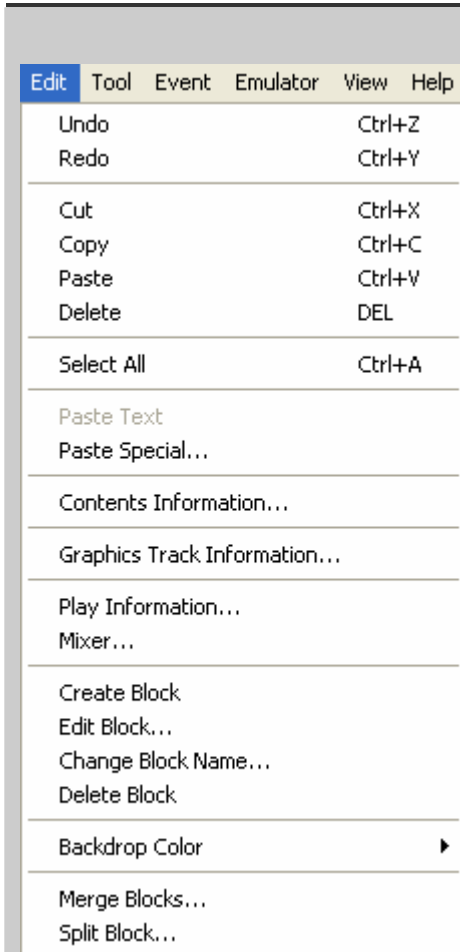 Edit Tool Event Emulator View Help
Undo Ctrl+Z
Redo Ctrl+Y
Cut Ctrl+X
Copy Ctrl+C
Paste Ctrl+V
Delete DEL
Select All Ctrl+A
Paste Text
Paste Special...
Contents Information...
Graphics Track Information...
Play Information...
Mixer...
Create Block
Edit Block...
Change Block Name...
Delete Block
Backdrop Color
Merge Blocks...
Split Block...